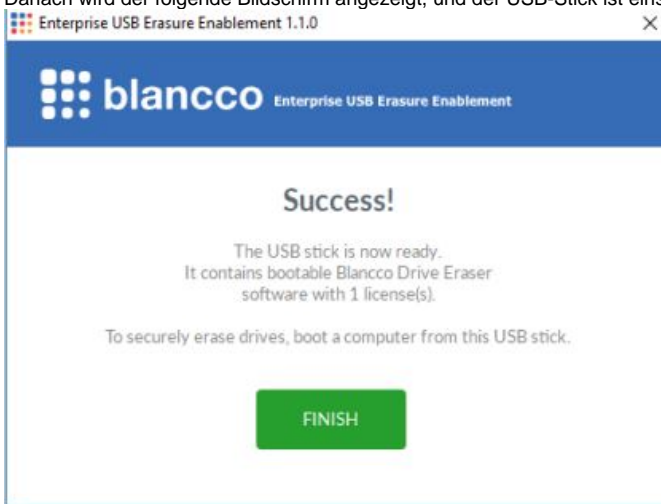 Danach wird der folgende Bildschirm angezeigt, und der USB-Stick ist
Enterprise USB Erasure Enablement 1.1.0
blancco Enterprise USB Erasure Enablement
Success!
The USB stick is now ready.
It contains bootable Blancco Drive Eraser
software with 1 license(s).
To securely erase drives, boot a computer from this USB stick.
FINISH